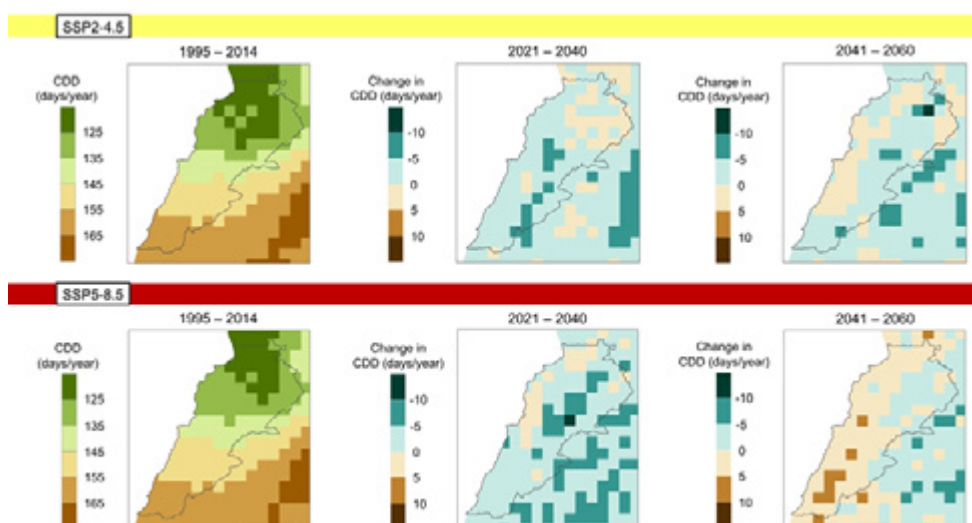 SSP2-4.5
1995 – 2014
2021 – 2040
2041 – 2060
CDD
(days/year)
125
135
145
155
165
Change in
CDD (days/year)
-10
-5
0
5
10
Change in
CDD (days/year)
-10
-5
0
5
10
SSP5-8.5
1995 – 2014
2021 – 2040
2041 – 2060
CDD
(days/year)
125
135
145
155
165
Change in
CDD (days/year)
-10
-5
0
5
10
Change in
CDD (days/year)
-10
-5
0
5
10